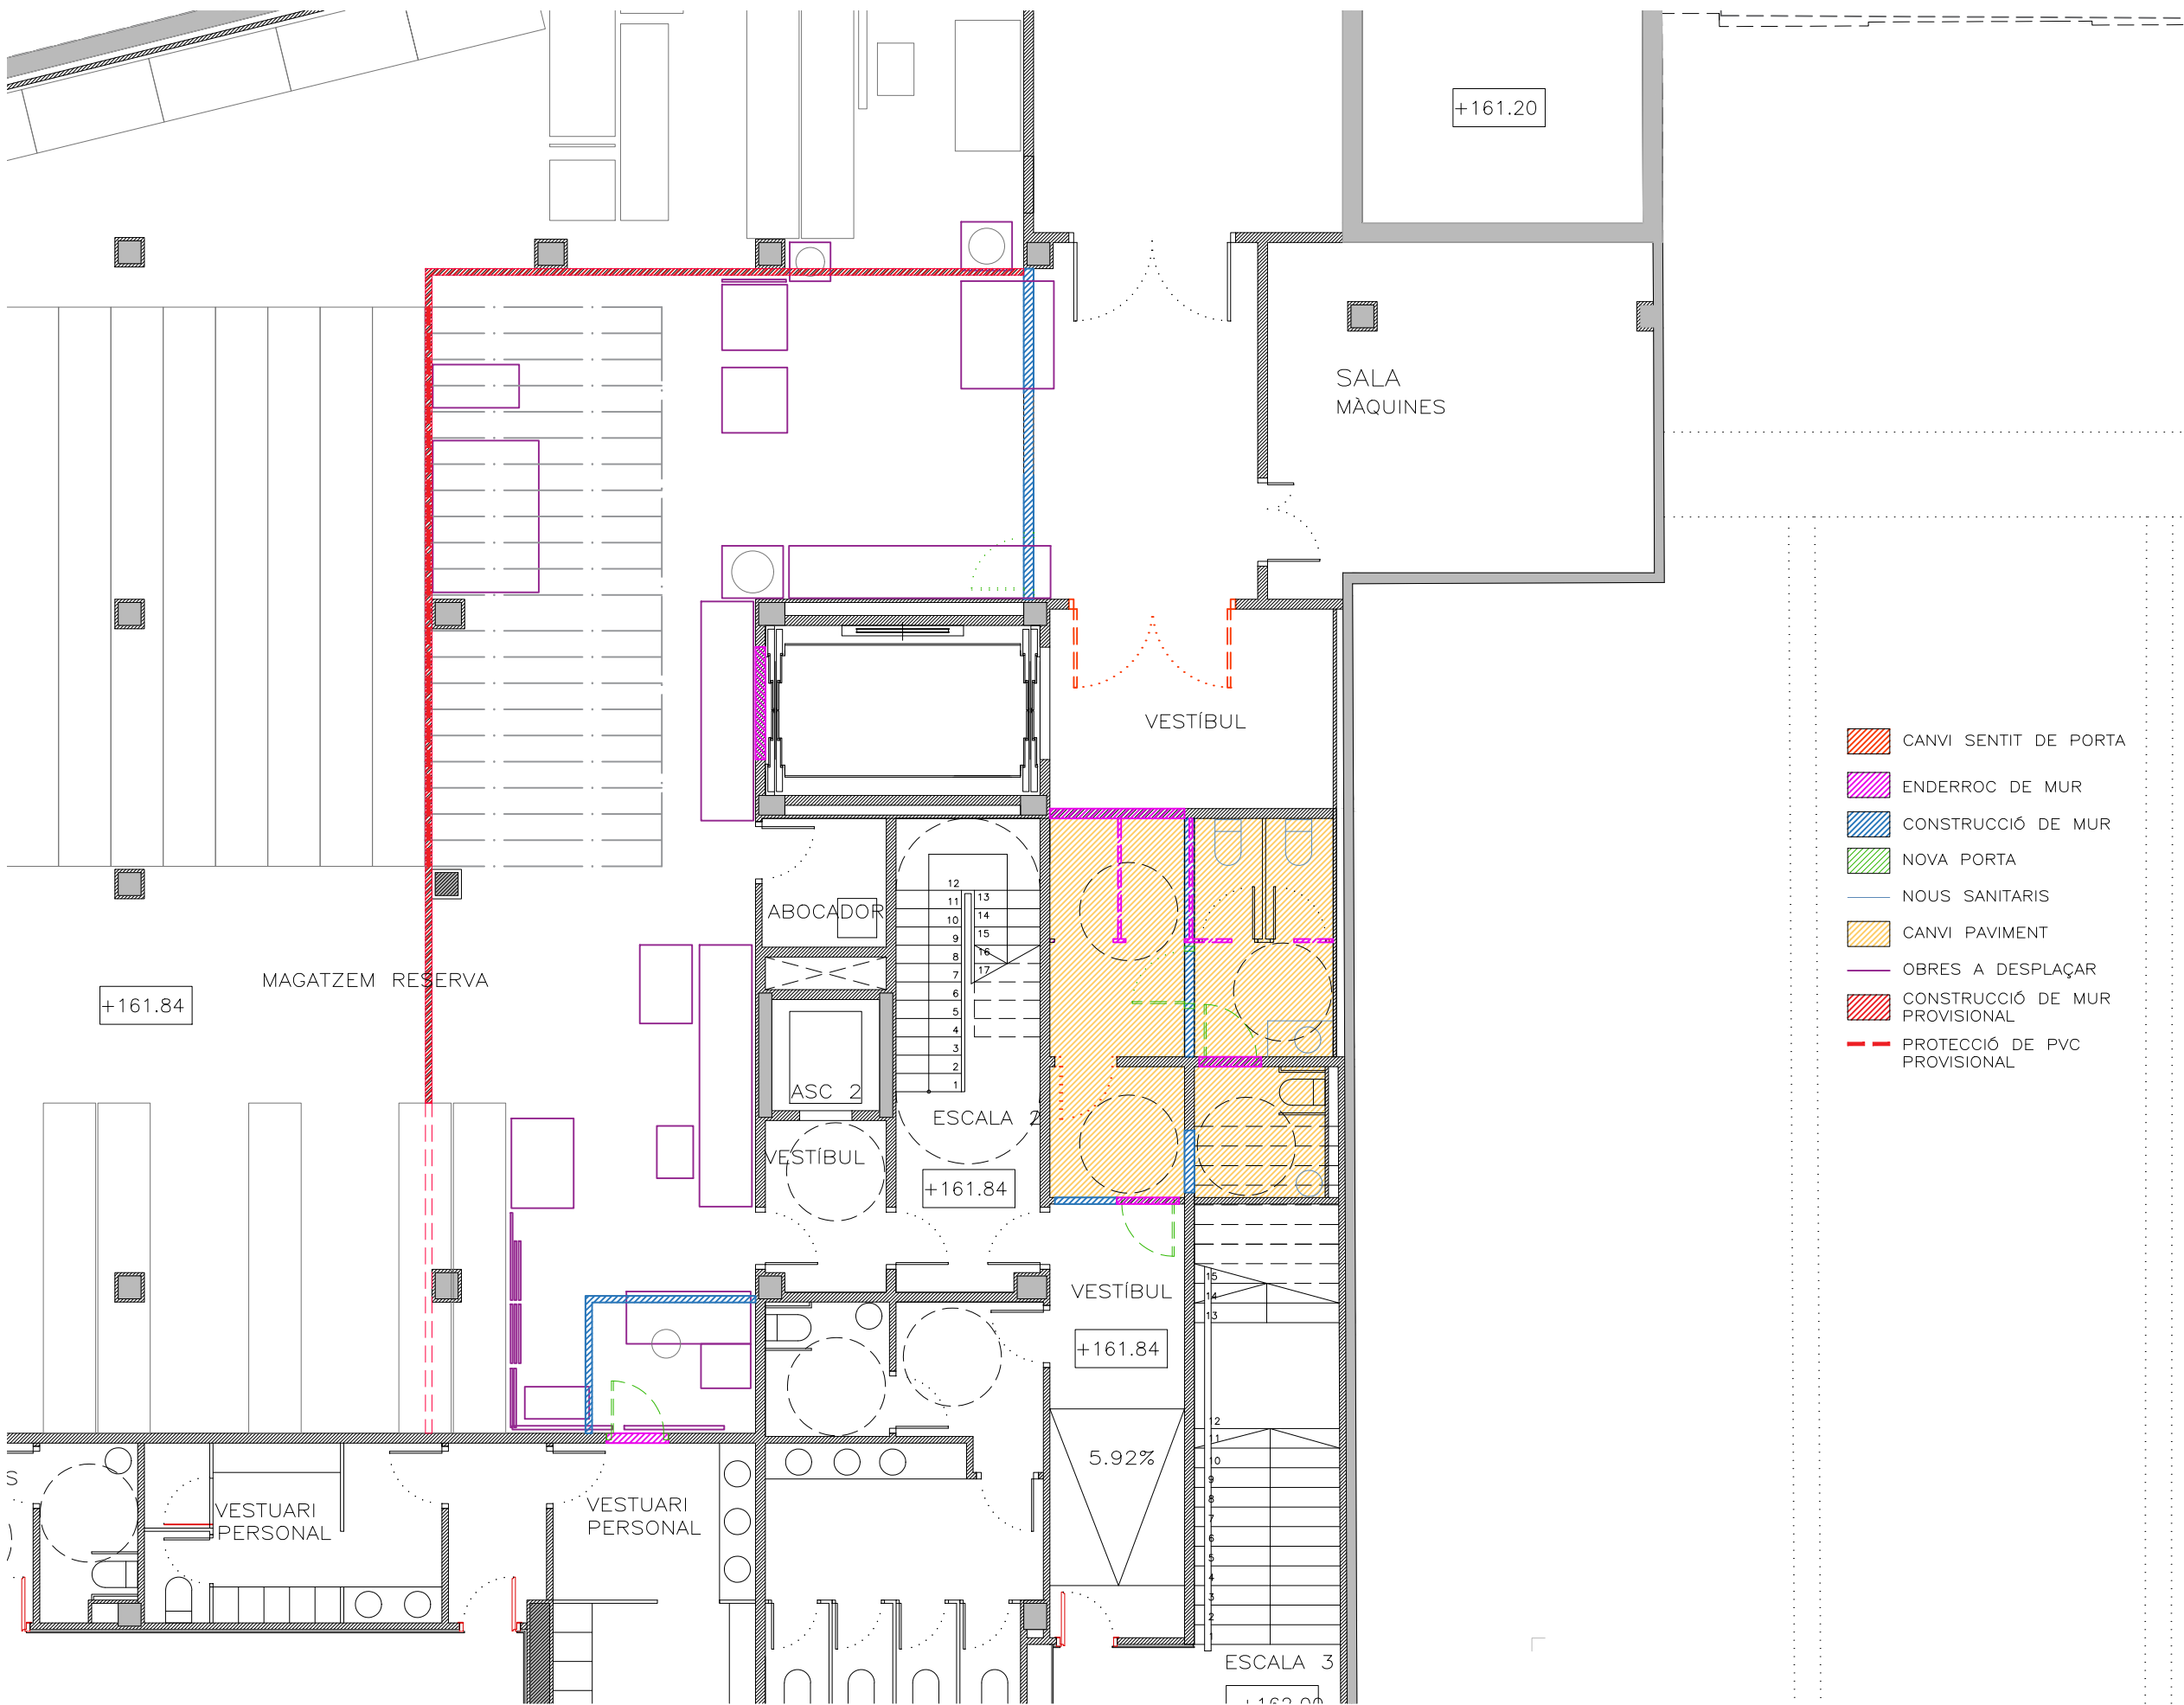 +161.20
SALA
MÀQUINES
VESTÍBUL
CANVI SENTIT DE PORTA
ENDERROC DE MUR
CONSTRUCCIÓ DE MUR
NOVA PORTA
NOUS SANITARIS
CANVI PAVIMENT
OBRES A DESPLAÇAR
CONSTRUCCIÓ DE MUR
PROVISIONAL
PROTECCIÓ DE PVC
PROVISIONAL
ABOCADOR
12
11
10
9
8
7
6
5
4
3
2
1
13
14
15
16
17
MAGATZEM RESERVA
+161.84
ASC 2
ESCALA 2
VESTÍBUL
+161.84
VESTÍBUL
+161.84
15
14
13
12
11
10
9
8
7
6
5
4
3
2
1
5.92%
S
VESTUARI
PERSONAL
VESTUARI
PERSONAL
ESCALA 3